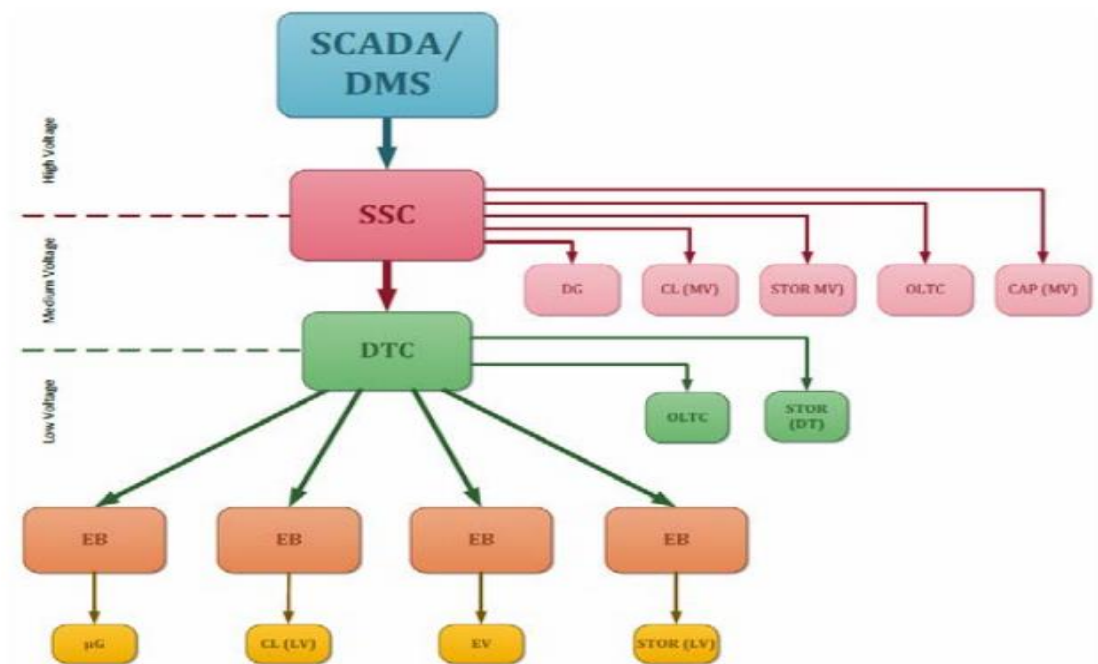 SCADA/
DMS
High Voltage
SSC
Medium Voltage
DG
CL (MV)
STOR MV)
OLTC
CAP (MV)
DTC
Low Voltage
OLTC
STOR
(DT)
EB
EB
EB
EB
µG
CL (LV)
EV
STOR (LV)